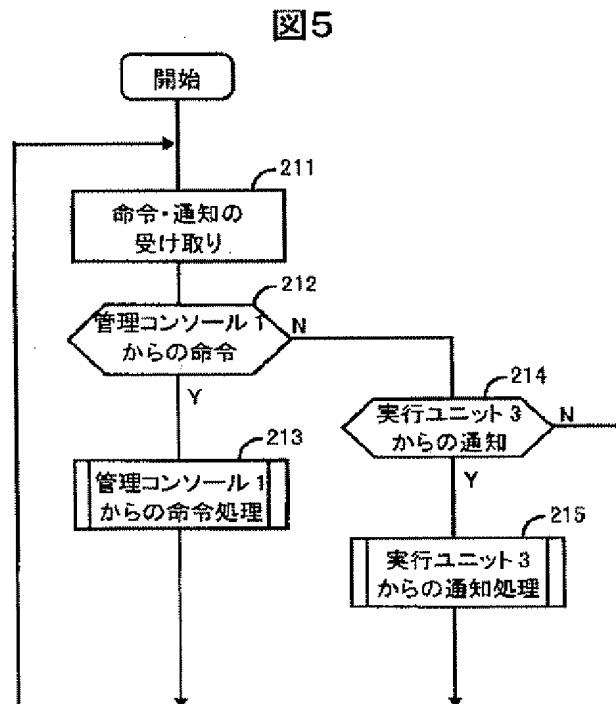 図5
開始
211
命令・通知の
受け取り
212
管理コンソール1
からの命令
N
Y
214
実行ユニット3
からの通知
N
Y
213
管理コンソール1
からの命令処理
215
実行ユニット3
からの通知処理